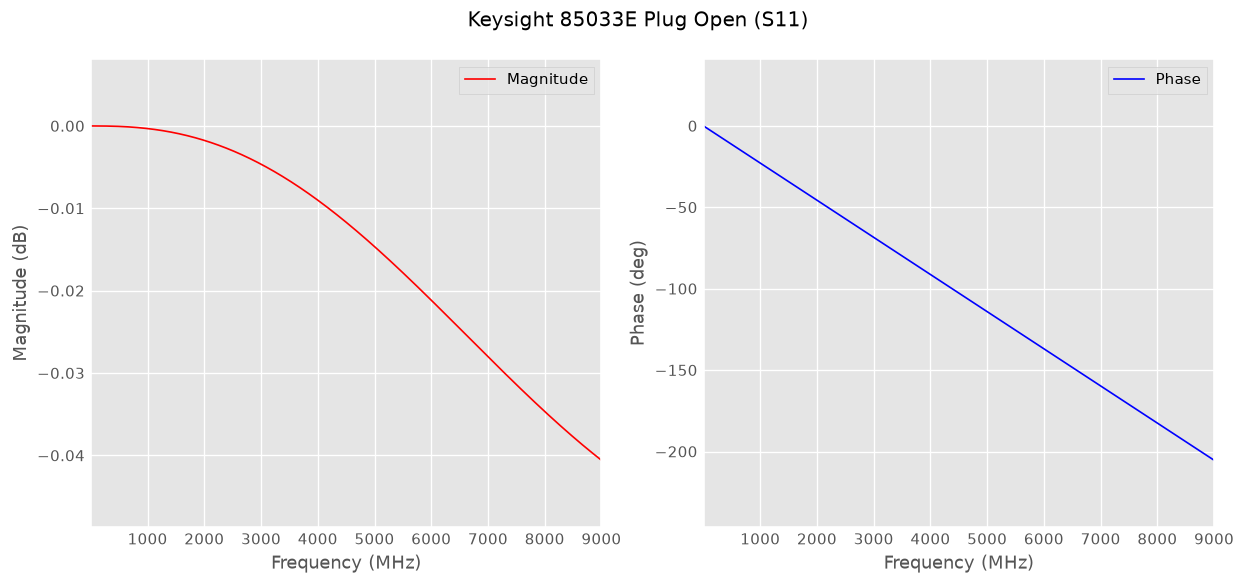 Keysight 85033E Plug Open (S11)
Magnitude
0.00
−0.01
−0.02
−0.03
−0.04
Magnitude (dB)
1000 2000 3000 4000 5000 6000 7000 8000 9000
Frequency (MHz)
Phase
0
−50
−100
−150
−200
Phase (deg)
1000 2000 3000 4000 5000 6000 7000 8000 9000
Frequency (MHz)